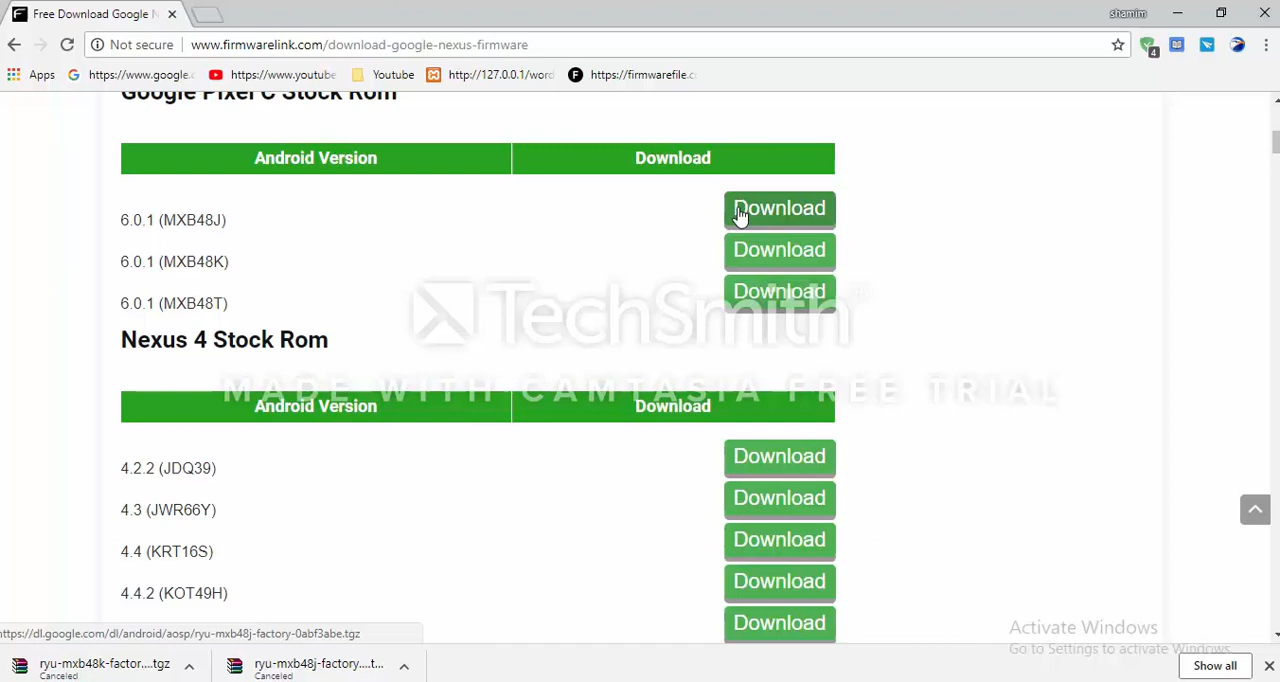 Free Download Google N
shamim
Not secure | www.firmwarelink.com/download-google-nexus-firmware
4
Apps https://www.google. https://www.youtube Youtube http://127.0.0.1/word https://firmwarefile.c
Google Pixel C Stock Rom
Android Version Download
6.0.1 (MXB48J) Download
6.0.1 (MXB48K) Download
6.0.1 (MXB48T) Download
TechSmith®
Nexus 4 Stock Rom
MADE WITH CAMTASIA FREE TRIAL
Android Version Download
4.2.2 (JDQ39) Download
4.3 (JWR66Y) Download
4.4 (KRT16S) Download
4.4.2 (KOT49H) Download
Download
Activate Windows
Go to Settings to activate Windows.
https://dl.google.com/dl/android/aosp/ryu-mxb48j-factory-0abf3abe.tgz
ryu-mxb48k-factor....tgz
Canceled
ryu-mxb48j-factory....t...
Canceled
Show all